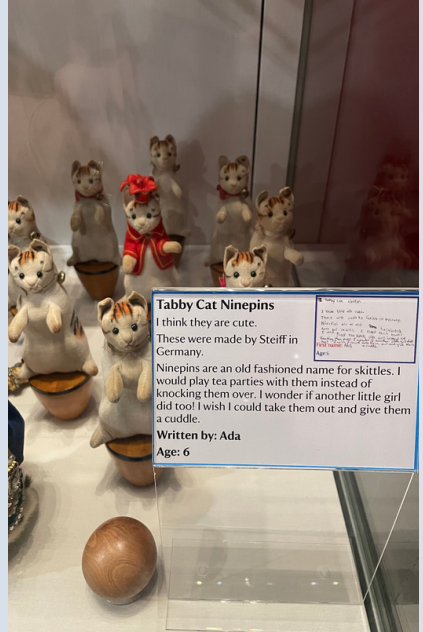 Tabby Cat Ninepins
I think they are cute.
These were made by Steiff in
Germany.
Ninepins are an old fashioned name for skittles. I
would play tea parties with them instead of
knocking them over. I wonder if another little girl
did too! I wish I could take them out and give them
a cuddle.
Written by: Ada
Age: 6